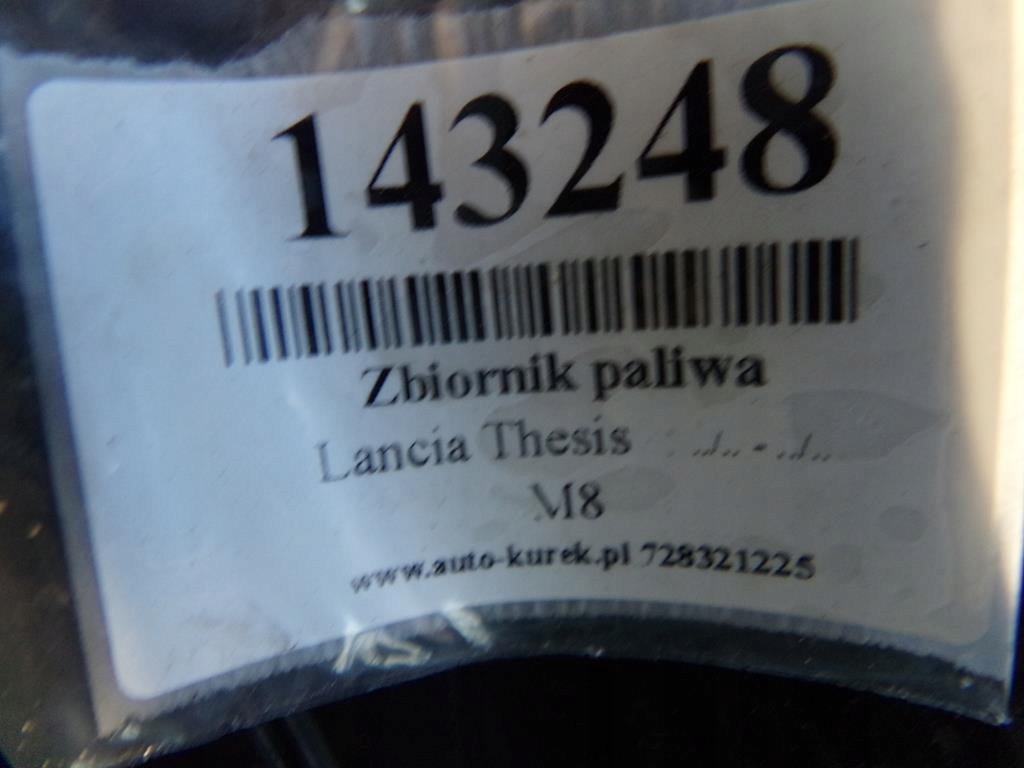 143248
Zbiornik paliwa
Lancia Thesis ../.. - ../..
M8
www.auto-kurek.pl 728321225